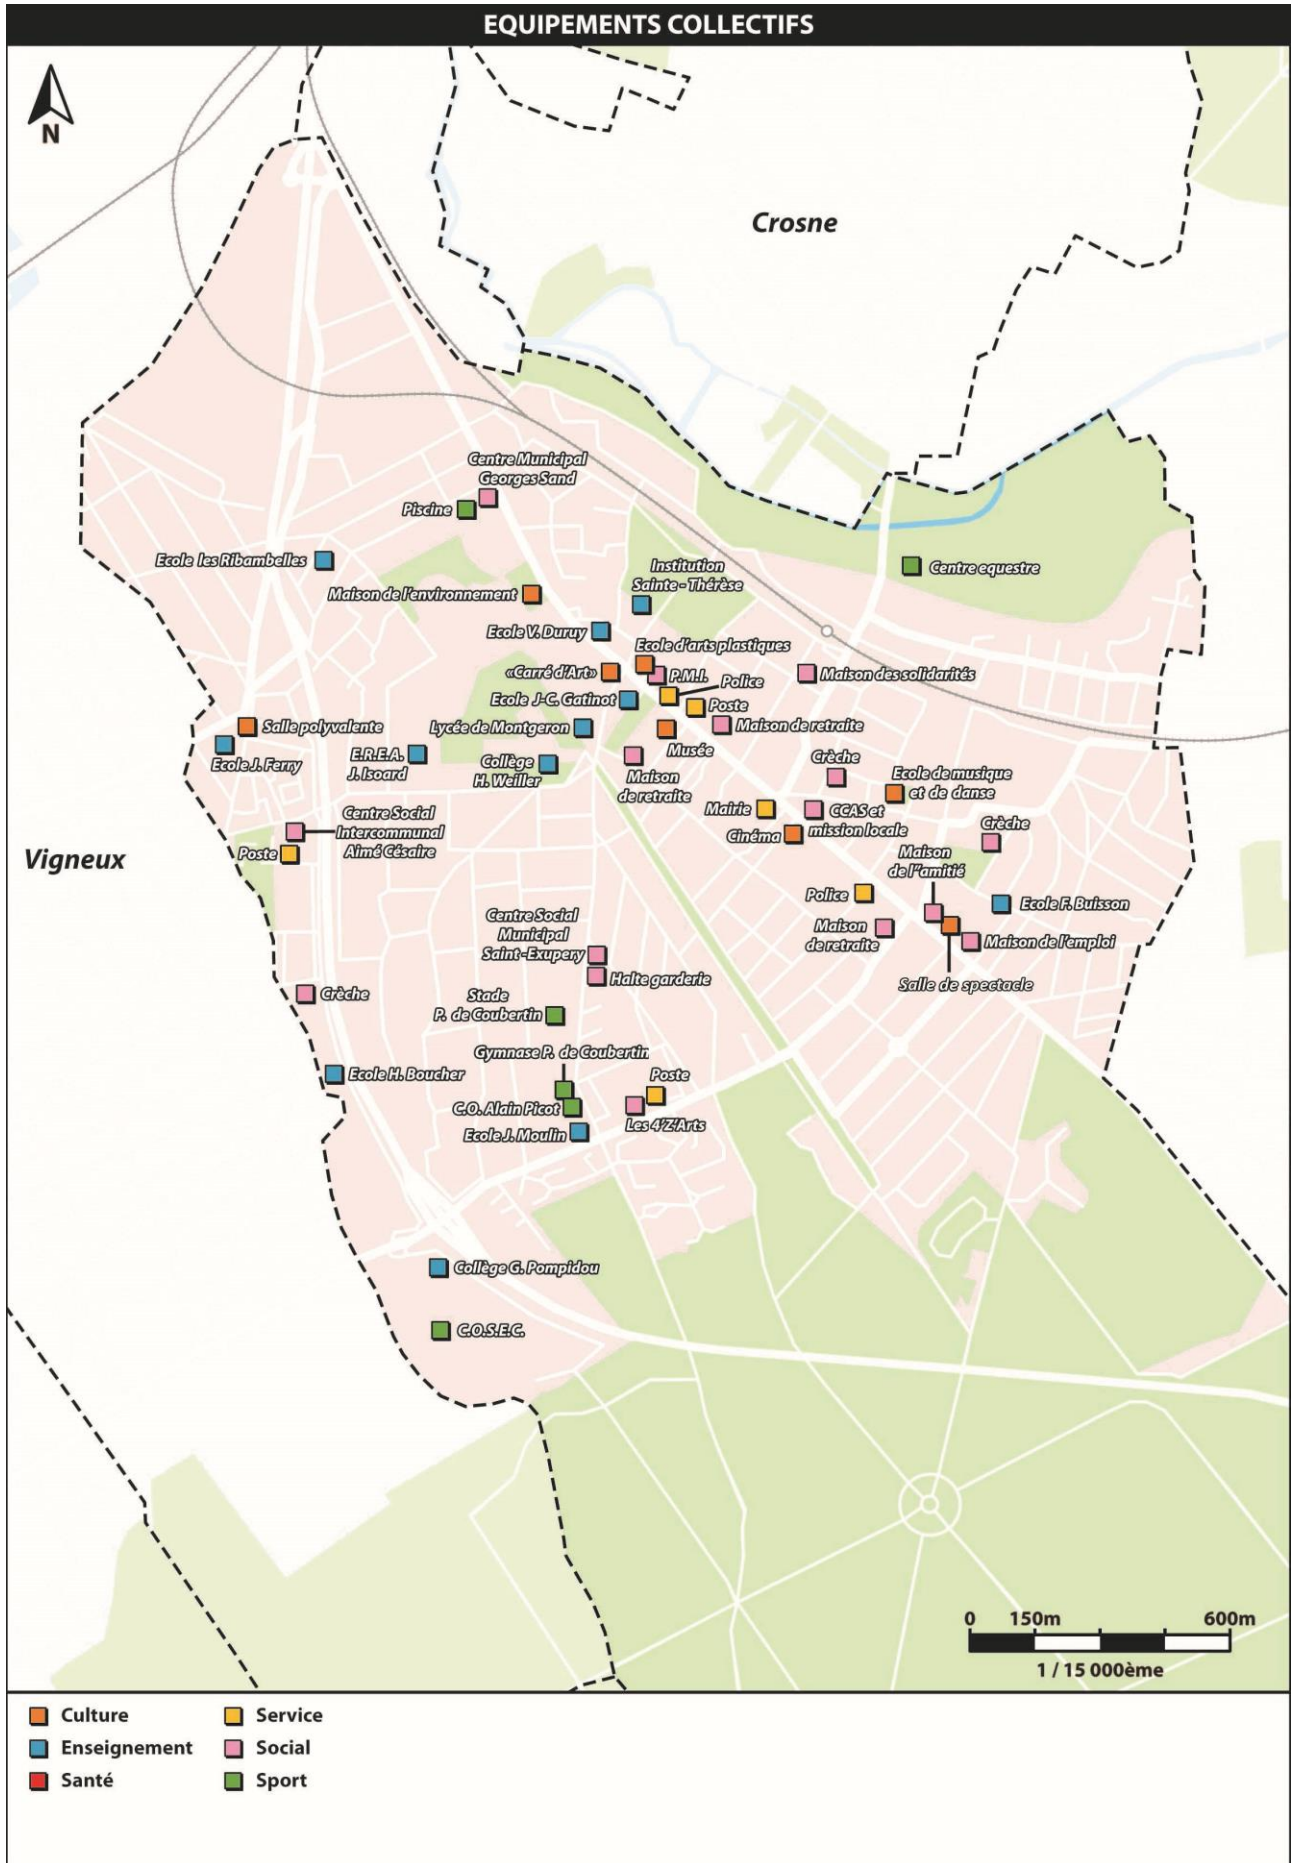 EQUIPEMENTS COLLECTIFS
N
Crosne
Centre Municipal
Georges Sand
Piscine
Ecole les Ribambelles
Institution
Sainte - Thérèse
Centre equestre
Maison de l'environnement
Ecole V. Duruy
Ecole d'arts plastiques
«Carré d'Art»
P.M.I.
Police
Maison des solidarités
Ecole J-C. Gatinot
Poste
Salle polyvalente
Lycée de Montgeron
Maison de retraite
Musée
Ecole J. Ferry
E.R.E.A.
J. Isoard
Collège
H. Weiller
Maison
de retraite
Crèche
Ecole de musique
et de danse
Mairie
CCAS et
mission locale
Cinéma
Centre Social
Intercommunal
Aimé Césaire
Poste
Vigneux
Crèche
Maison
de l''amitié
Police
Ecole F. Buisson
Maison
de retraite
Maison de l'emploi
Salle de spectacle
Centre Social
Municipal
Saint-Exupery
Halte garderie
Crèche
Stade
P. de Coubertin
Gymnase P. de Coubertin
Ecole H. Boucher
Poste
C.O. Alain Picot
Les 4'Z'Arts
Ecole J. Moulin
Collège G. Pompidou
C.O.S.E.C.
0 150m 600m
1 / 15 000ème
Culture
Service
Enseignement
Social
Santé
Sport